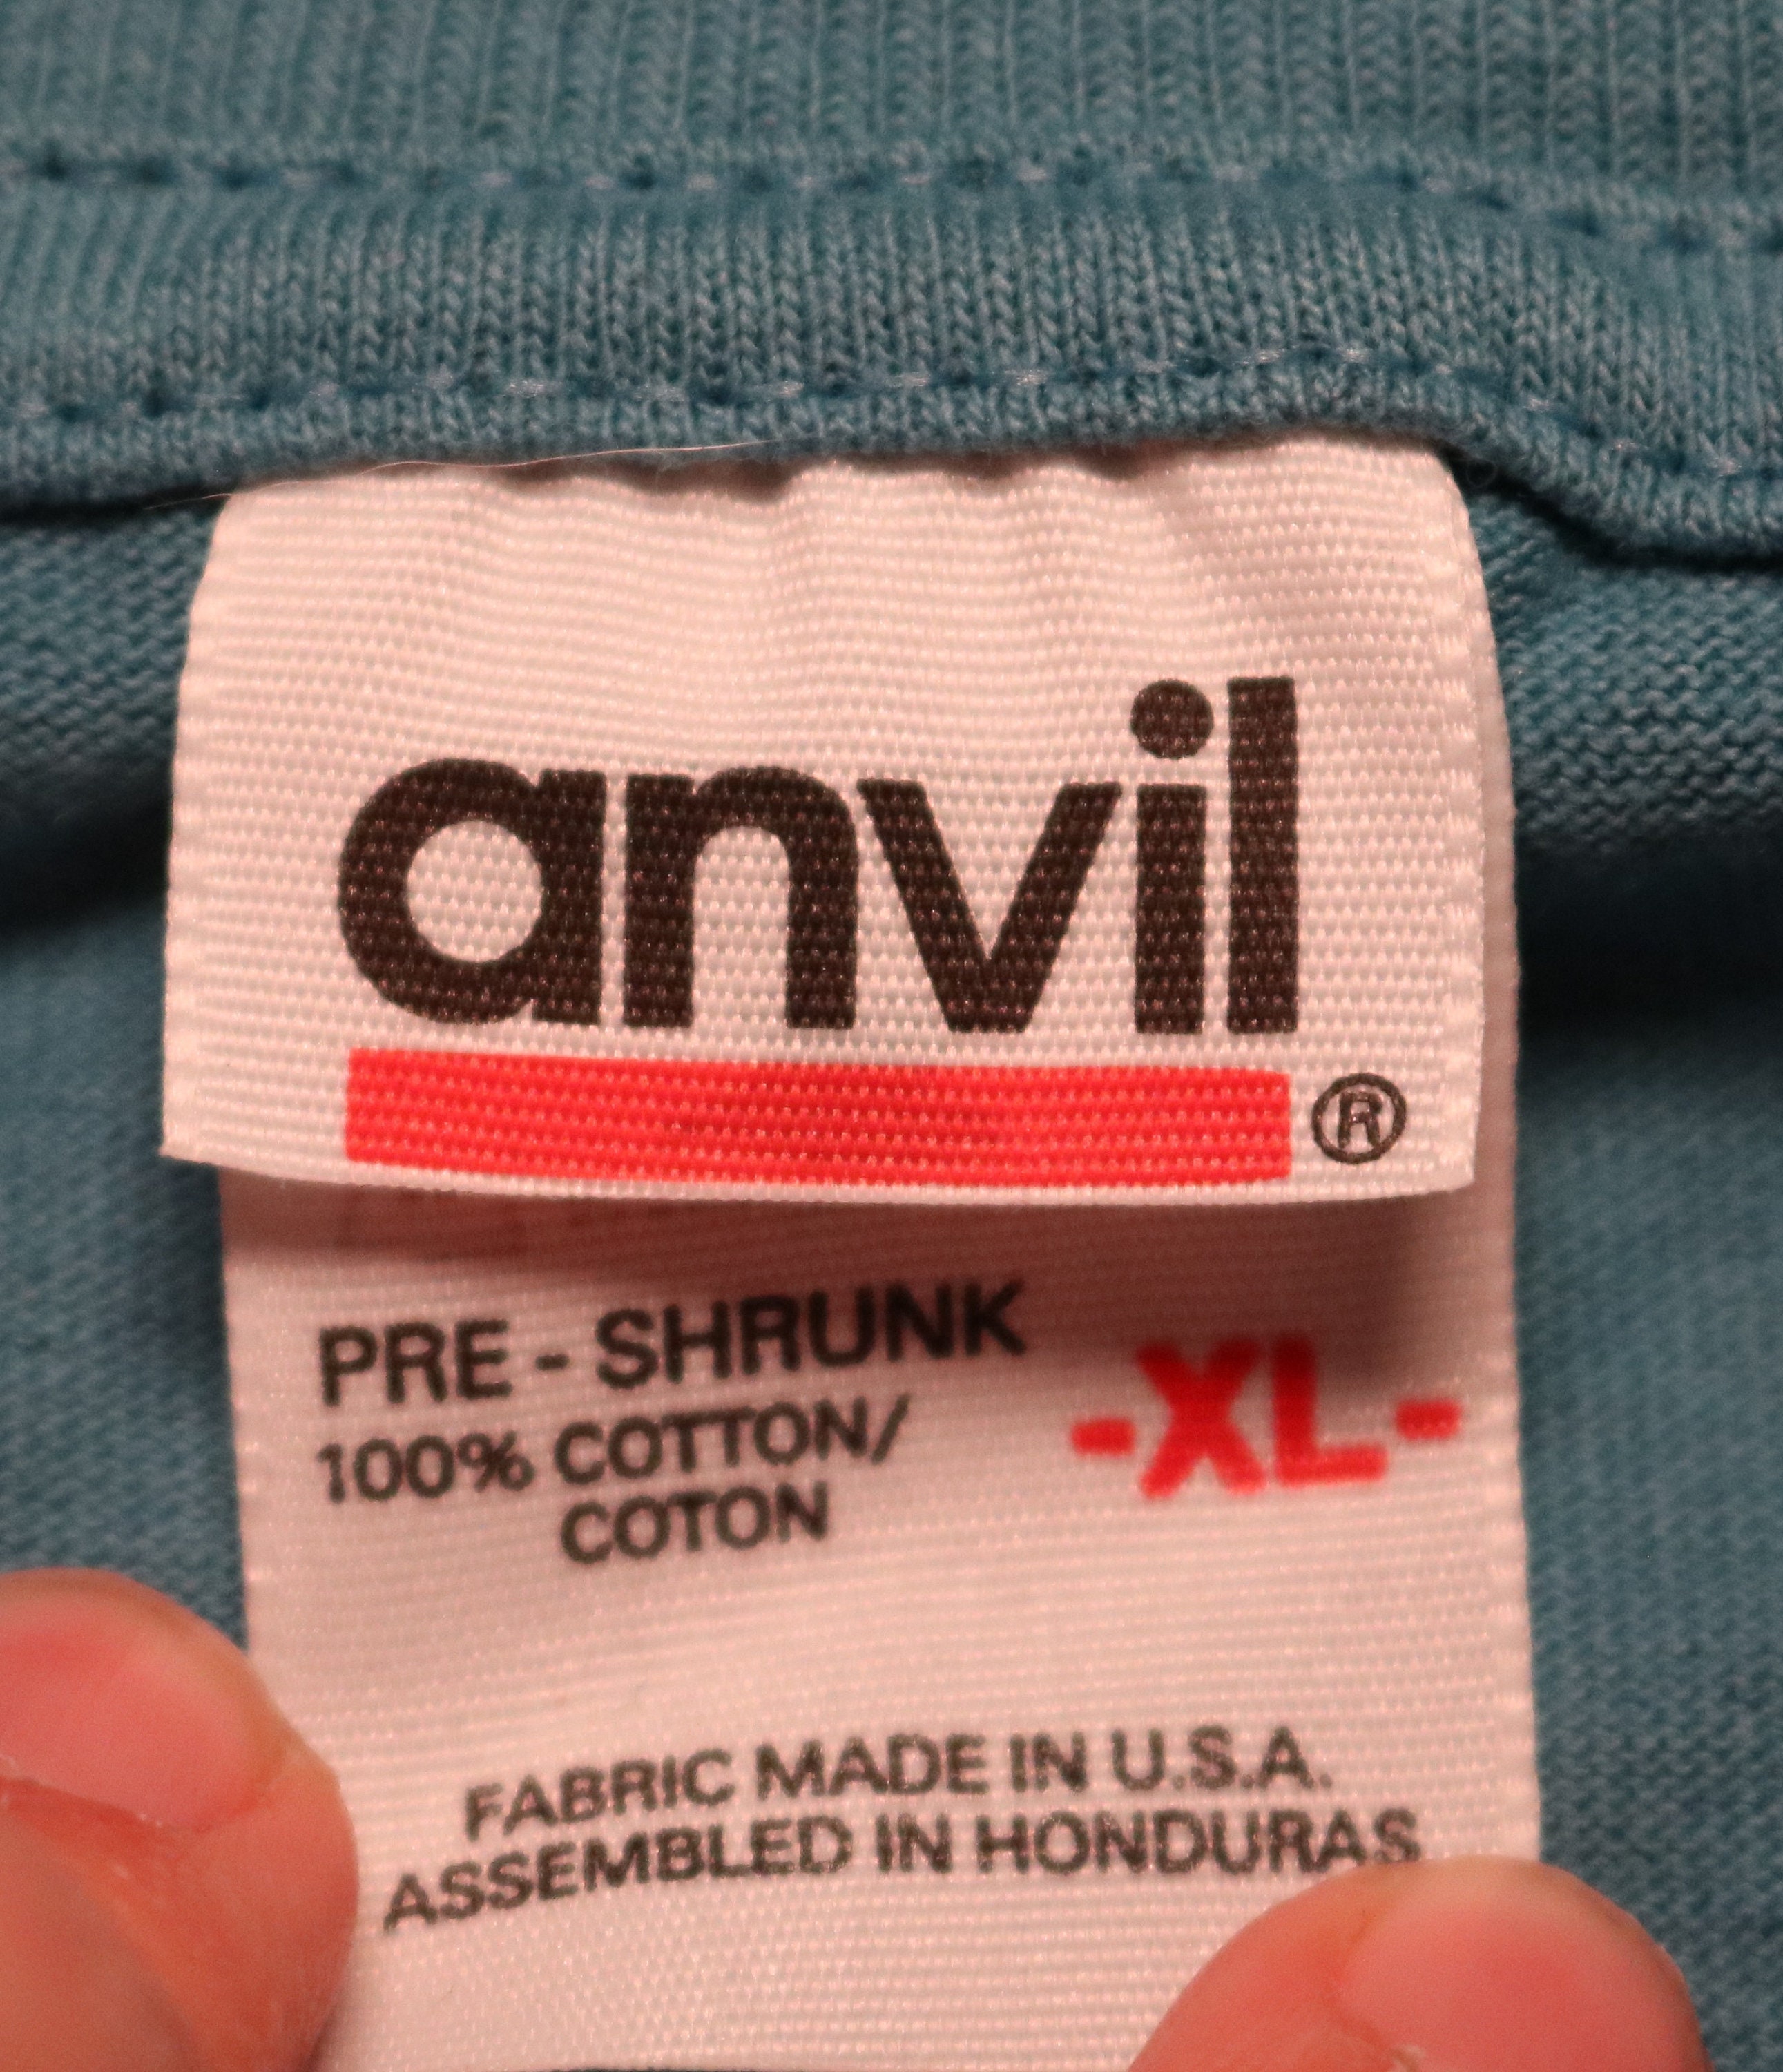 anvil
®
PRE - SHRUNK
100% COTTON/
COTON
-XL-
FABRIC MADE IN U.S.A.
ASSEMBLED IN HONDURAS